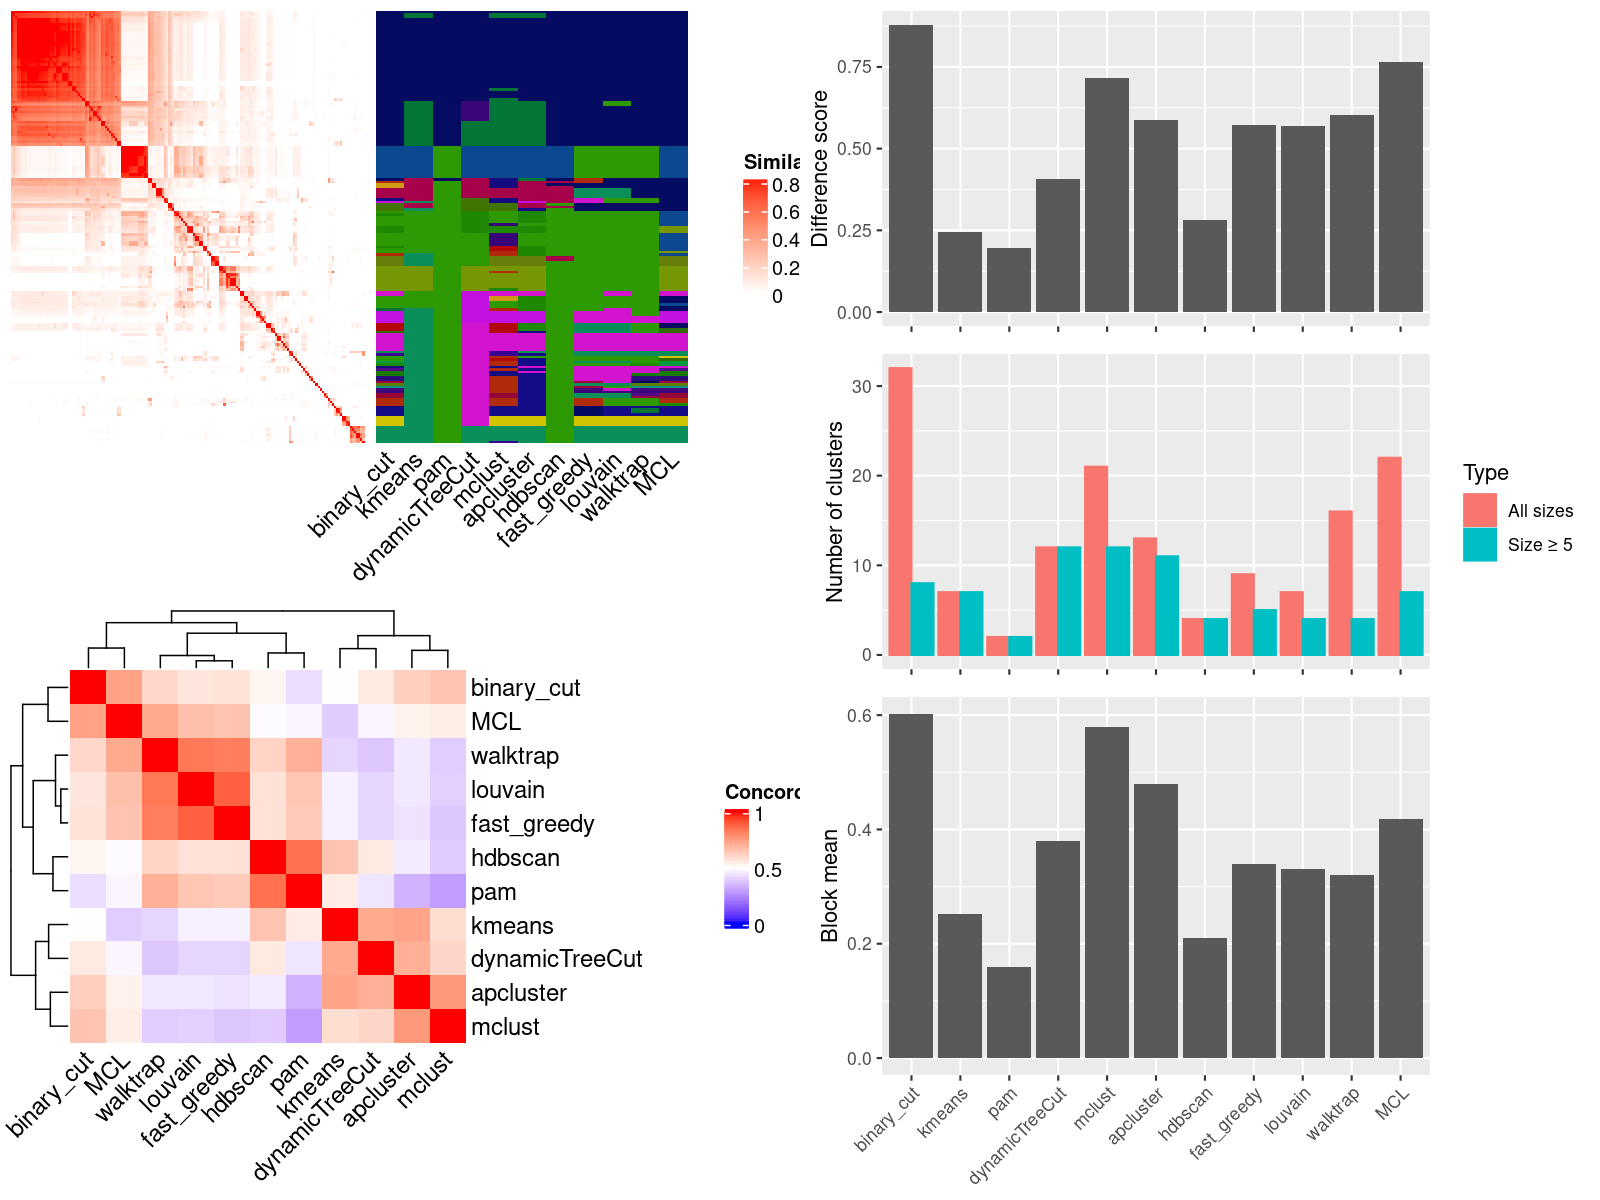 Simila
0.8
0.6
0.4
0.2
0
binary_cut
kmeans
pam
dynamicTreeCut
mclust
apcluster
hdbscan
fast_greedy
louvain
walktrap
MCL
binary_cut
MCL
walktrap
louvain
fast_greedy
hdbscan
pam
kmeans
dynamicTreeCut
apcluster
mclust
binary_cut
MCL
walktrap
louvain
fast_greedy
hdbscan
pam
kmeans
dynamicTreeCut
apcluster
mclust
Concord
1
0.5
0
Difference score
0.75
0.50
0.25
0.00
Number of clusters
30
20
10
0
Type
All sizes
Size ≥ 5
Block mean
0.6
0.4
0.2
0.0
binary_cut
kmeans
pam
dynamicTreeCut
mclust
apcluster
hdbscan
fast_greedy
louvain
walktrap
MCL